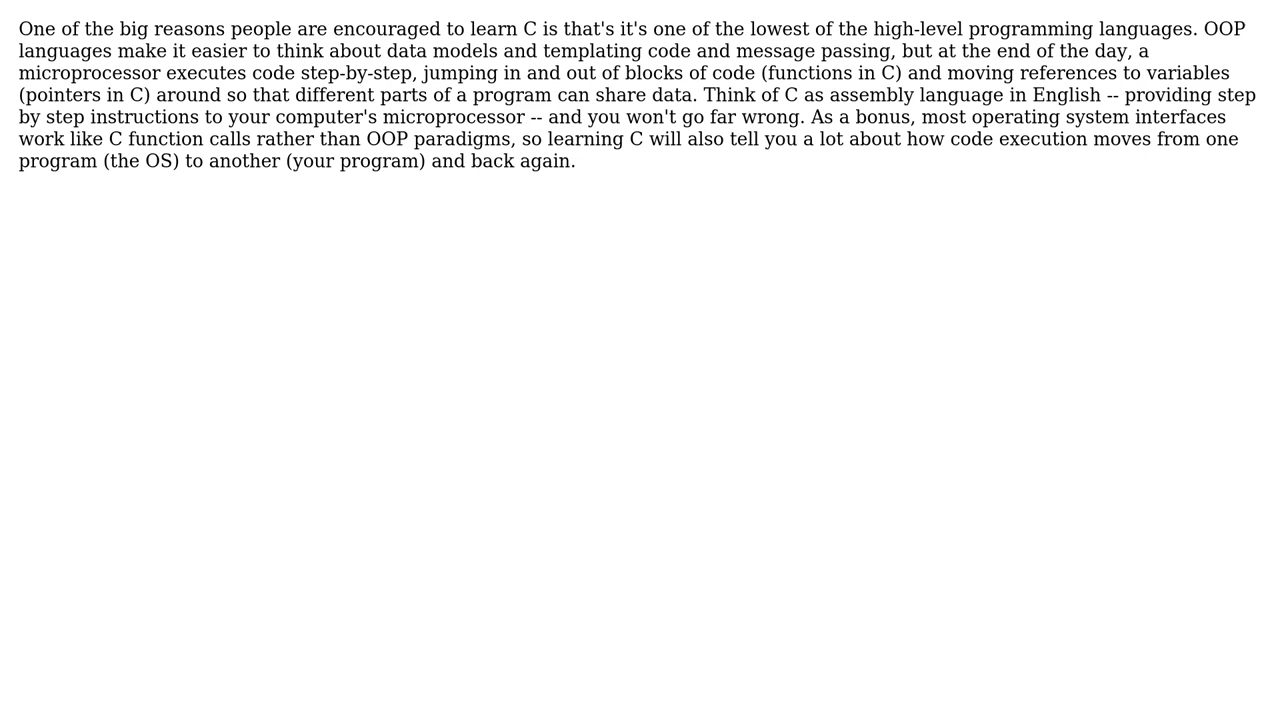 One of the big reasons people are encouraged to learn C is that's it's one of the lowest of the high-level programming languages. OOP
languages make it easier to think about data models and templating code and message passing, but at the end of the day, a
microprocessor executes code step-by-step, jumping in and out of blocks of code (functions in C) and moving references to variables
(pointers in C) around so that different parts of a program can share data. Think of C as assembly language in English -- providing step
by step instructions to your computer's microprocessor -- and you won't go far wrong. As a bonus, most operating system interfaces
work like C function calls rather than OOP paradigms, so learning C will also tell you a lot about how code execution moves from one
program (the OS) to another (your program) and back again.